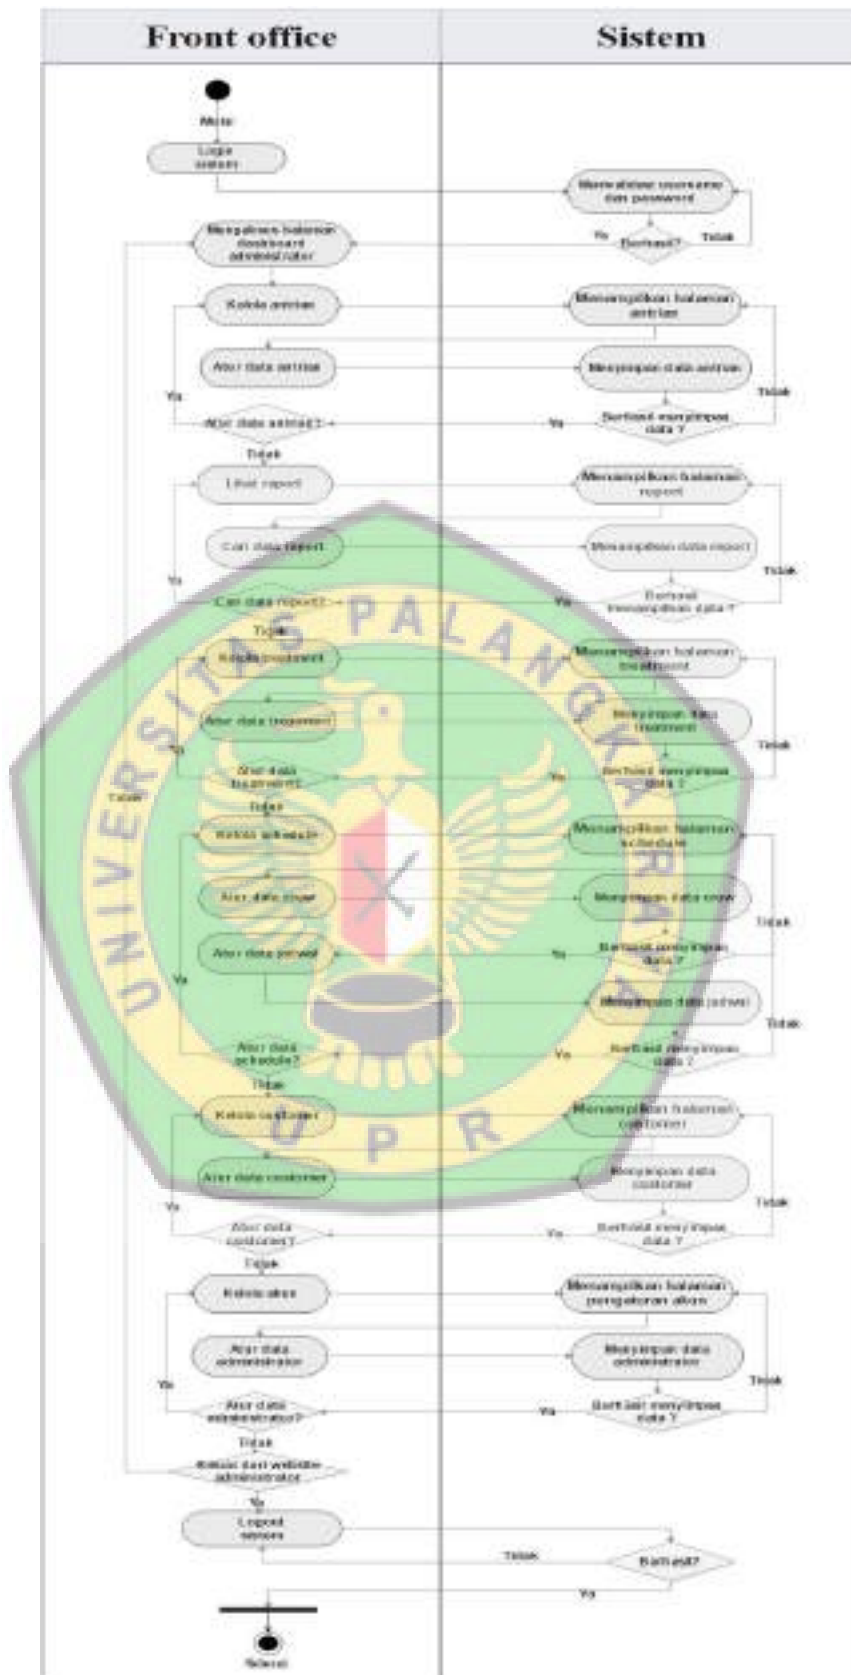 Front office
Sistem
Mulai
Login
sistem
Memvalidasi username
dan password
Ya
Berhasil?
Tidak
Mengakses halaman
dashboard
administrator
Kelola antrian
Menampilkan halaman
antrian
Atur data antrian
Menyimpan data antrian
Tidak
Ya
Atur data antrian?
Ya
Berhasil menyimpan
data ?
Tidak
Lihat report
Menampilkan halaman
report
Cari data report
Menampilkan data report
Tidak
Ya
Cari data report?
Ya
Berhasil
menampilkan data ?
Tidak
Kelola treatment
Menampilkan halaman
treatment
Atur data treatment
Menyimpan data
treatment
Tidak
Ya
Atur data
treatment?
Ya
Berhasil menyimpan
data ?
Tidak
Tidak
Kelola schedule
Menampilkan halaman
schedule
Atur data crew
Menyimpan data crew
Tidak
Atur data jadwal
Ya
Berhasil menyimpan
data ?
Ya
Menyimpan data jadwal
Tidak
Atur data
schedule?
Ya
Berhasil menyimpan
data ?
Tidak
Kelola customer
Menampilkan halaman
customer
Atur data customer
Menyimpan data
customer
Tidak
Ya
Atur data
customer?
Ya
Berhasil menyimpan
data ?
Tidak
Kelola akun
Menampilkan halaman
pengaturan akun
Atur data
administrator
Menyimpan data
administrator
Tidak
Ya
Atur data
administrator?
Ya
Berhasil menyimpan
data ?
Tidak
Keluar dari website
administrator
Ya
Logout
sistem
Tidak
Berhasil?
Ya
Selesai
UNIVERSITAS PALANGKA RAYA
UPR